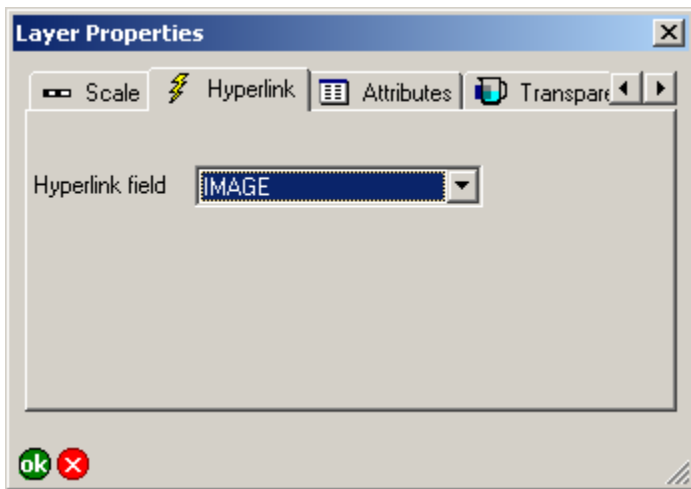 Layer Properties
Scale Hyperlink Attributes Transpare
Hyperlink field IMAGE
ok